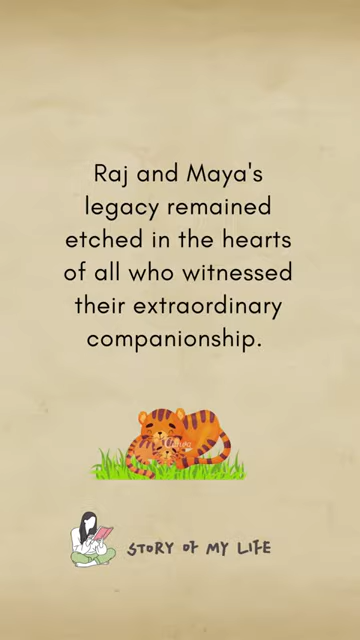 Raj and Maya's
legacy remained
etched in the hearts
of all who witnessed
their extraordinary
companionship.
STORY OF MY LIFE